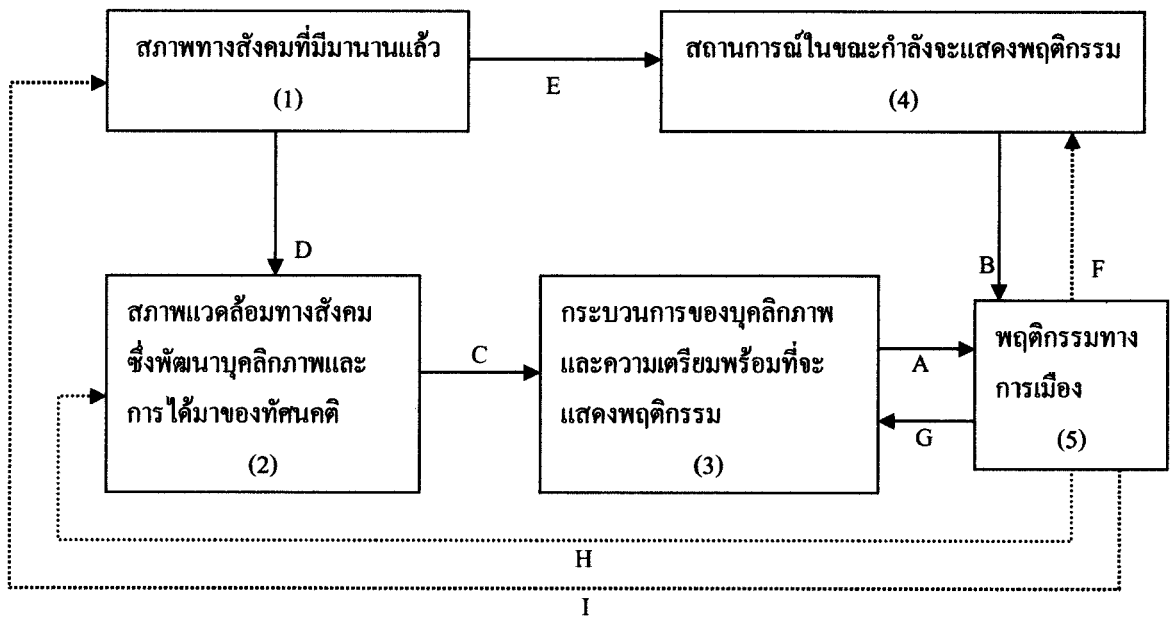 สภาพทางสังคมที่มีมานานแล้ว
(1)
E
สถานการณ์ในขณะกำลังจะแสดงพฤติกรรม
(4)
D
B
F
สภาพแวดล้อมทางสังคม
ซึ่งพัฒนาบุคลิกภาพและ
การได้มาของทัศนคติ
(2)
C
กระบวนการของบุคลิกภาพ
และความเตรียมพร้อมที่จะ
แสดงพฤติกรรม
(3)
A
G
พฤติกรรมทาง
การเมือง
(5)
H
I